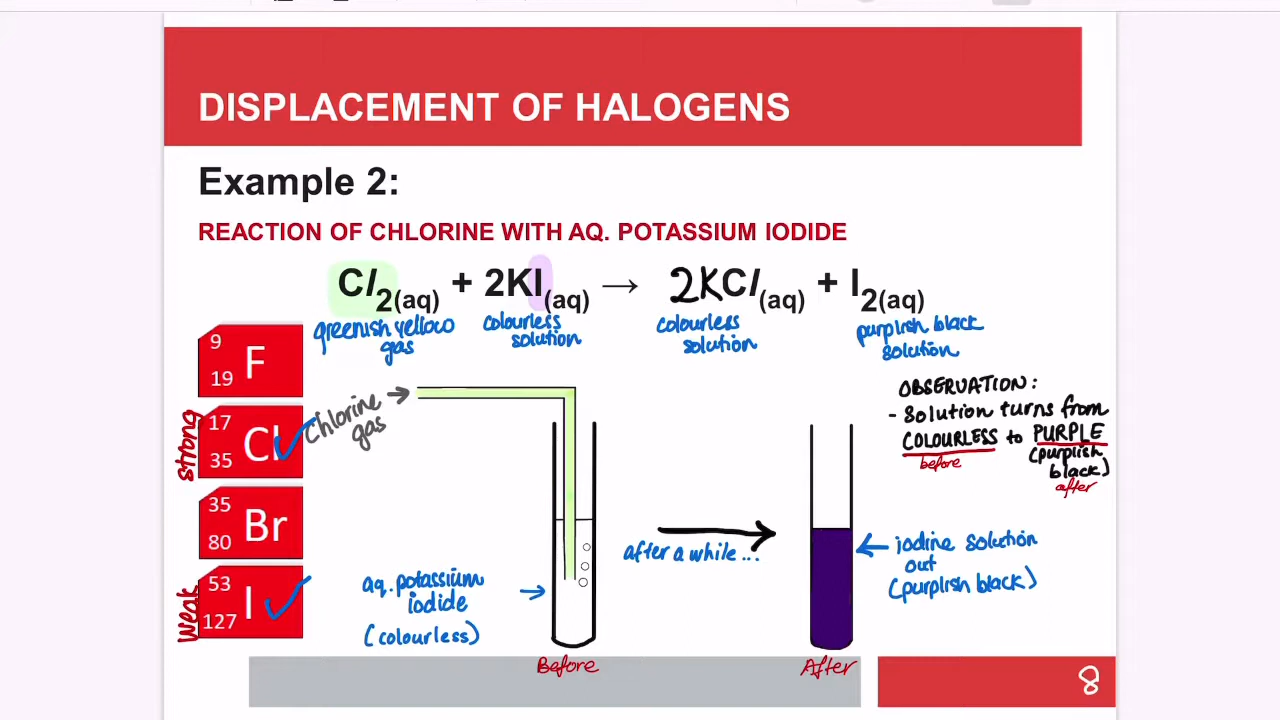 DISPLACEMENT OF HALOGENS
Example 2:
REACTION OF CHLORINE WITH AQ. POTASSIUM IODIDE
Cl2(aq) + 2KI(aq) → 2KCl(aq) + I2(aq)
greenish yellow
gas
colourless
solution
colourless
solution
purplish black
solution
9
F
19
strong
17
Cl
35
35
Br
80
Weak
53
I
127
Chlorine
gas
OBSERVATION:
- Solution turns from
COLOURLESS to PURPLE
before
(purplish
black)
after
after a while...
aq. potassium
iodide
(colourless)
iodine solution
out
(purplish black)
Before
After
8